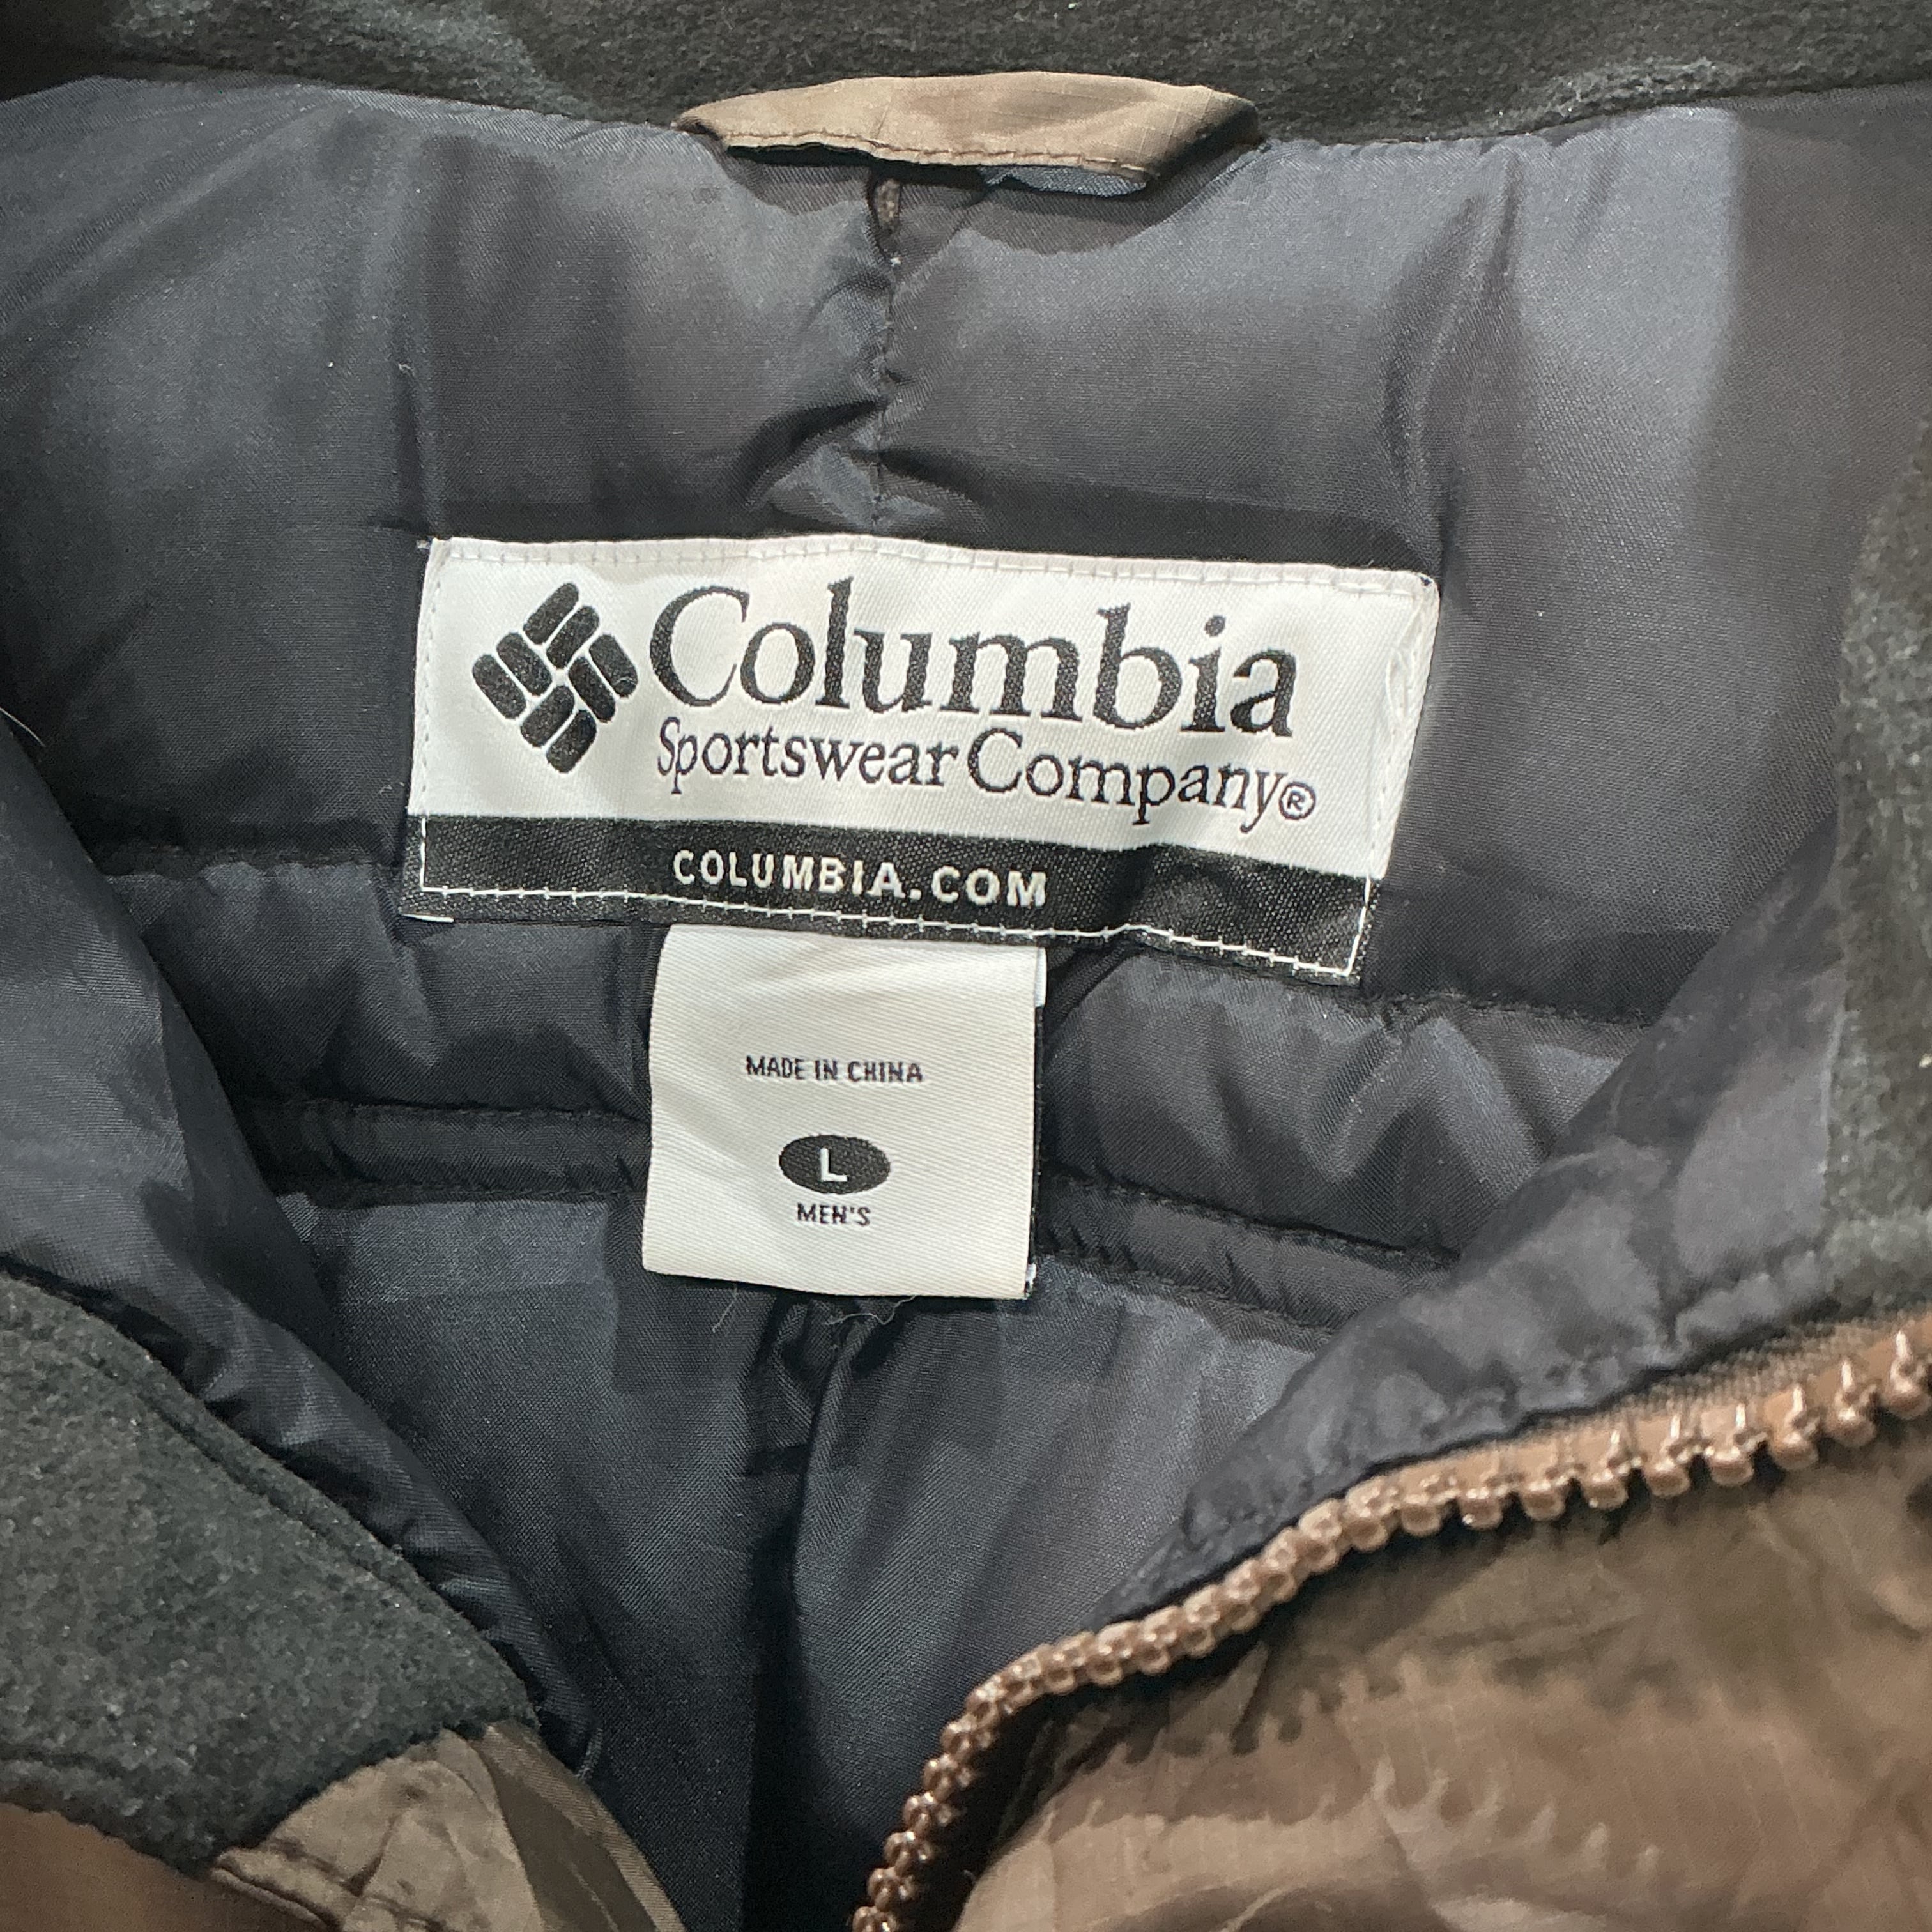 Columbia
Sportswear Company®
COLUMBIA.COM
MADE IN CHINA
L
MEN'S